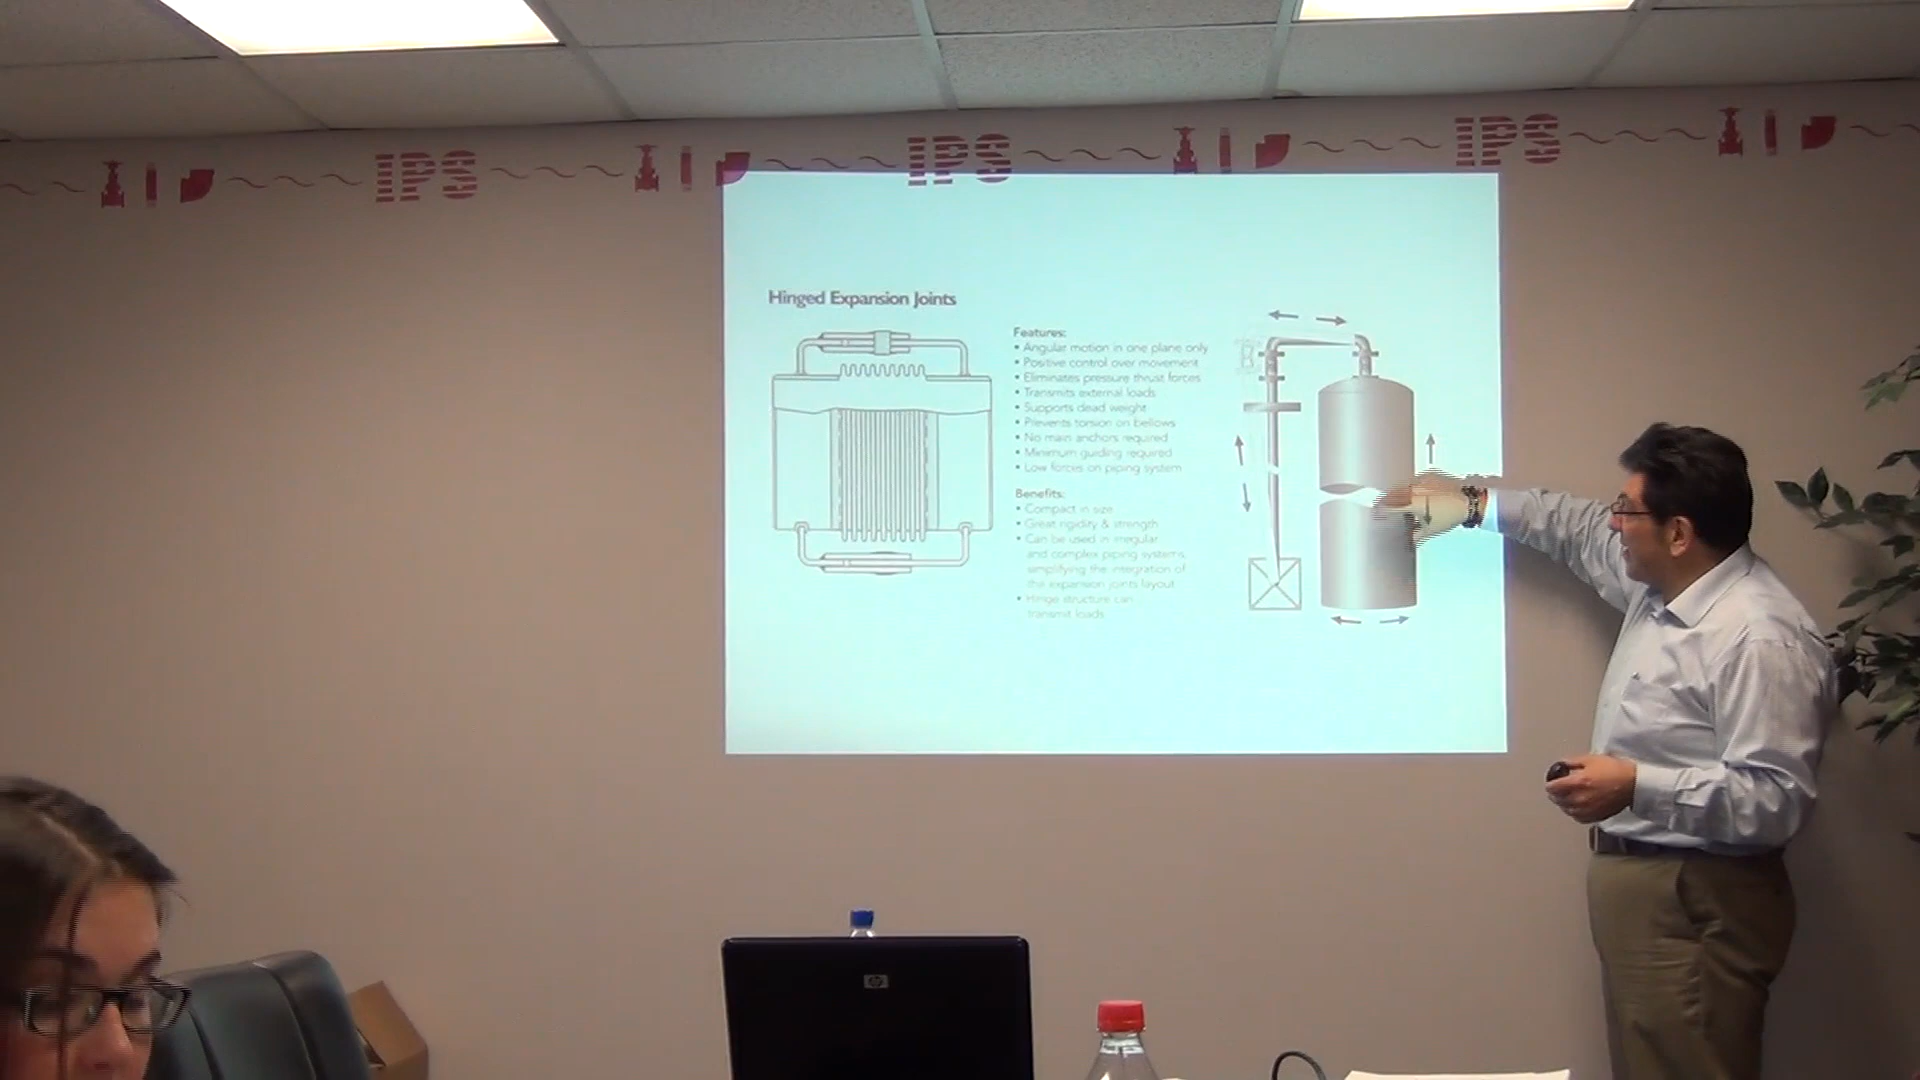 IPS IPS IPS
Hinged Expansion Joints
Features:
• Angular motion in one plane only
• Positive control over movement
• Eliminates pressure thrust forces
• Transmits external loads
• Supports dead weight
• Prevents torsion on bellows
• No main anchors required
• Minimum guiding required
• Low forces on piping system
Benefits:
• Compact in size
• Great rigidity & strength
• Can be used in irregular
and complex piping systems,
simplifying the integration of
the expansion joints layout
• Hinge structure can
transmit loads
hp